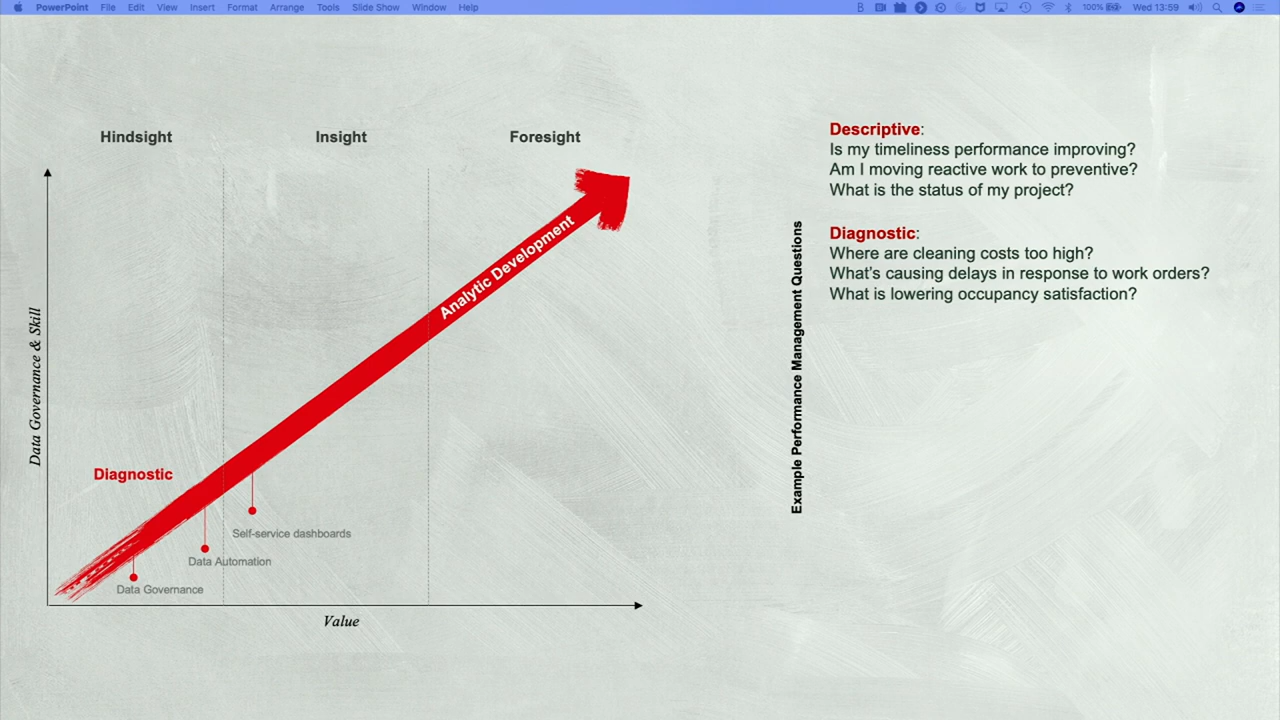 PowerPoint File Edit View Insert Format Arrange Tools Slide Show Window Help
100% Wed 13:59
Hindsight Insight Foresight
Data Governance & Skill
Analytic Development
Diagnostic
Self-service dashboards
Data Automation
Data Governance
Value
Example Performance Management Questions
Descriptive:
Is my timeliness performance improving?
Am I moving reactive work to preventive?
What is the status of my project?
Diagnostic:
Where are cleaning costs too high?
What's causing delays in response to work orders?
What is lowering occupancy satisfaction?